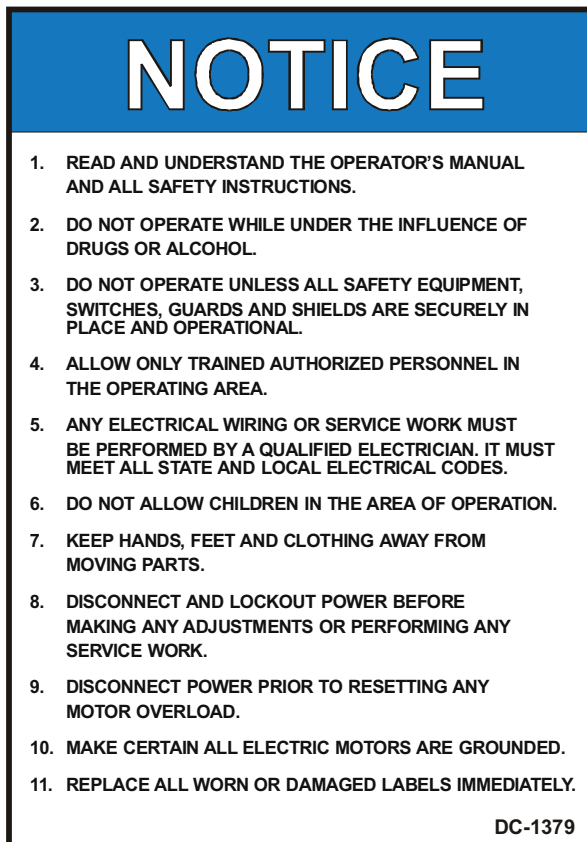 NOTICE
1. READ AND UNDERSTAND THE OPERATOR'S MANUAL
AND ALL SAFETY INSTRUCTIONS.
2. DO NOT OPERATE WHILE UNDER THE INFLUENCE OF
DRUGS OR ALCOHOL.
3. DO NOT OPERATE UNLESS ALL SAFETY EQUIPMENT,
SWITCHES, GUARDS AND SHIELDS ARE SECURELY IN
PLACE AND OPERATIONAL.
4. ALLOW ONLY TRAINED AUTHORIZED PERSONNEL IN
THE OPERATING AREA.
5. ANY ELECTRICAL WIRING OR SERVICE WORK MUST
BE PERFORMED BY A QUALIFIED ELECTRICIAN. IT MUST
MEET ALL STATE AND LOCAL ELECTRICAL CODES.
6. DO NOT ALLOW CHILDREN IN THE AREA OF OPERATION.
7. KEEP HANDS, FEET AND CLOTHING AWAY FROM
MOVING PARTS.
8. DISCONNECT AND LOCKOUT POWER BEFORE
MAKING ANY ADJUSTMENTS OR PERFORMING ANY
SERVICE WORK.
9. DISCONNECT POWER PRIOR TO RESETTING ANY
MOTOR OVERLOAD.
10. MAKE CERTAIN ALL ELECTRIC MOTORS ARE GROUNDED.
11. REPLACE ALL WORN OR DAMAGED LABELS IMMEDIATELY.
DC-1379